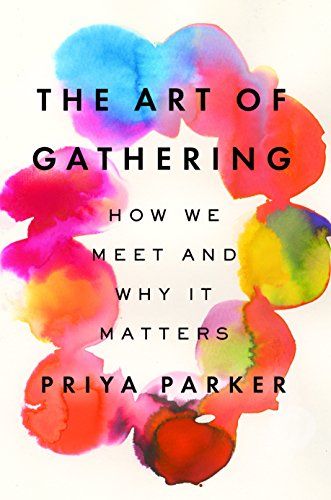 THE ART OF
GATHERING
HOW WE
MEET AND
WHY IT
MATTERS
PRIYA PARKER